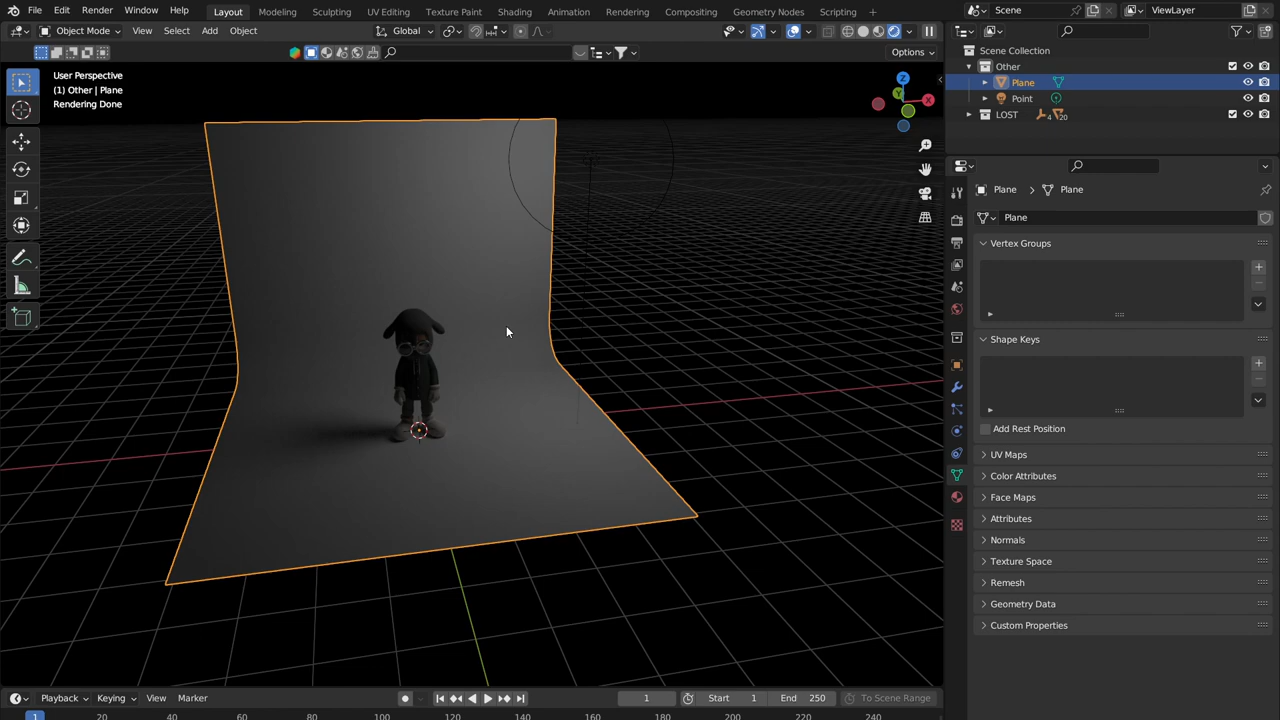 File Edit Render Window Help Layout Modeling Sculpting UV Editing Texture Paint Shading Animation Rendering Compositing Geometry Nodes Scripting + Scene ViewLayer
Object Mode View Select Add Object Global
Options
User Perspective
(1) Other | Plane
Rendering Done
Z
Y
X
Scene Collection
Other
Plane
Point
LOST 4 20
Plane > Plane
Plane
Vertex Groups
Shape Keys
Add Rest Position
UV Maps
Color Attributes
Face Maps
Attributes
Normals
Texture Space
Remesh
Geometry Data
Custom Properties
Playback Keying View Marker 1 Start 1 End 250 To Scene Range
1 20 40 60 80 100 120 140 160 180 200 220 240